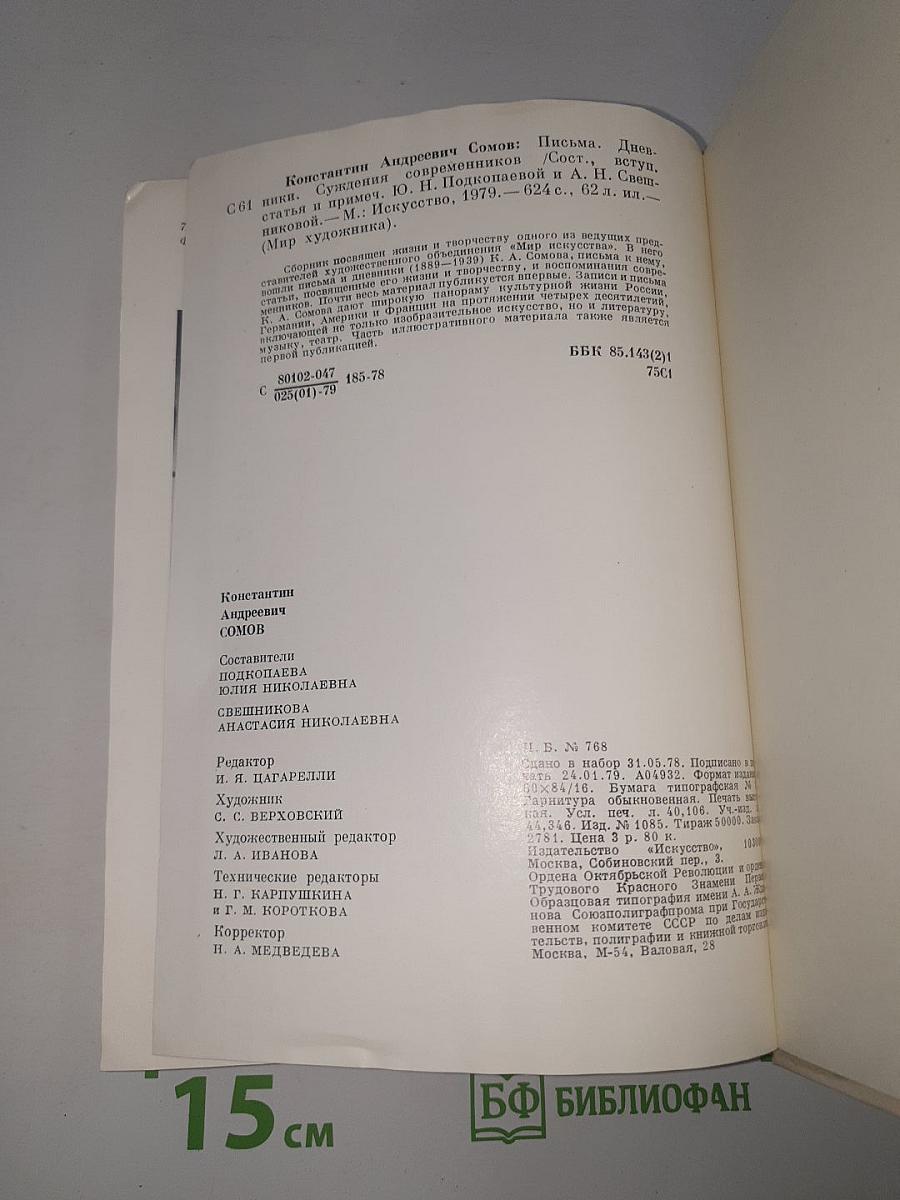 Константин Андреевич Сомов: Письма. Днев-
С 61 ники. Суждения современников /Сост., вступ.
статья и примеч. Ю. Н. Подкопаевой и А. Н. Свеш-
никовой.— М.: Искусство, 1979.— 624 с., 62 л. ил.—
(Мир художника).
Сборник посвящен жизни и творчеству одного из ведущих пред-
ставителей художественного объединения «Мир искусства». В него
вошли письма и дневники (1889—1939) К. А. Сомова, письма к нему,
статьи, посвященные его жизни и творчеству, и воспоминания совре-
менников. Почти весь материал публикуется впервые. Записи и письма
К. А. Сомова дают широкую панораму культурной жизни России,
Германии, Америки и Франции на протяжении четырех десятилетий,
включающей не только изобразительное искусство, но и литературу,
музыку, театр. Часть иллюстративного материала также является
первой публикацией.
С 80102-047
025(01)-79 185-78
ББК 85.143(2)1
75С1
Константин
Андреевич
СОМОВ
Составители
ПОДКОПАЕВА
ЮЛИЯ НИКОЛАЕВНА
СВЕШНИКОВА
АНАСТАСИЯ НИКОЛАЕВНА
Редактор
И. Я. ЦАГАРЕЛЛИ
Художник
С. С. ВЕРХОВСКИЙ
Художественный редактор
Л. А. ИВАНОВА
Технические редакторы
Н. Г. КАРПУШКИНА
и Г. М. КОРОТКОВА
Корректор
Н. А. МЕДВЕДЕВА
Б. № 768
Сдано в набор 31.05.78. Подписано в
чать 24.01.79. А04932. Формат
60×84/16. Бумага типографская №
Гарнитура обыкновенная. Печать
кая. Усл. печ. л. 40,106. Уч.-изд.
44,346. Изд. № 1085. Тираж 50000.
2781. Цена 3 р. 80 к.
Издательство «Искусство»,
Москва, Собиновский пер., 3.
Ордена Октябрьской Революции и
Трудового Красного Знамени
Образцовая типография имени А. А.
нова Союзполиграфпрома при
венном комитете СССР по делам
тельств, полиграфии и книжной
Москва, М-54, Валовая, 28
15 см
БФ БИБЛИОФАН